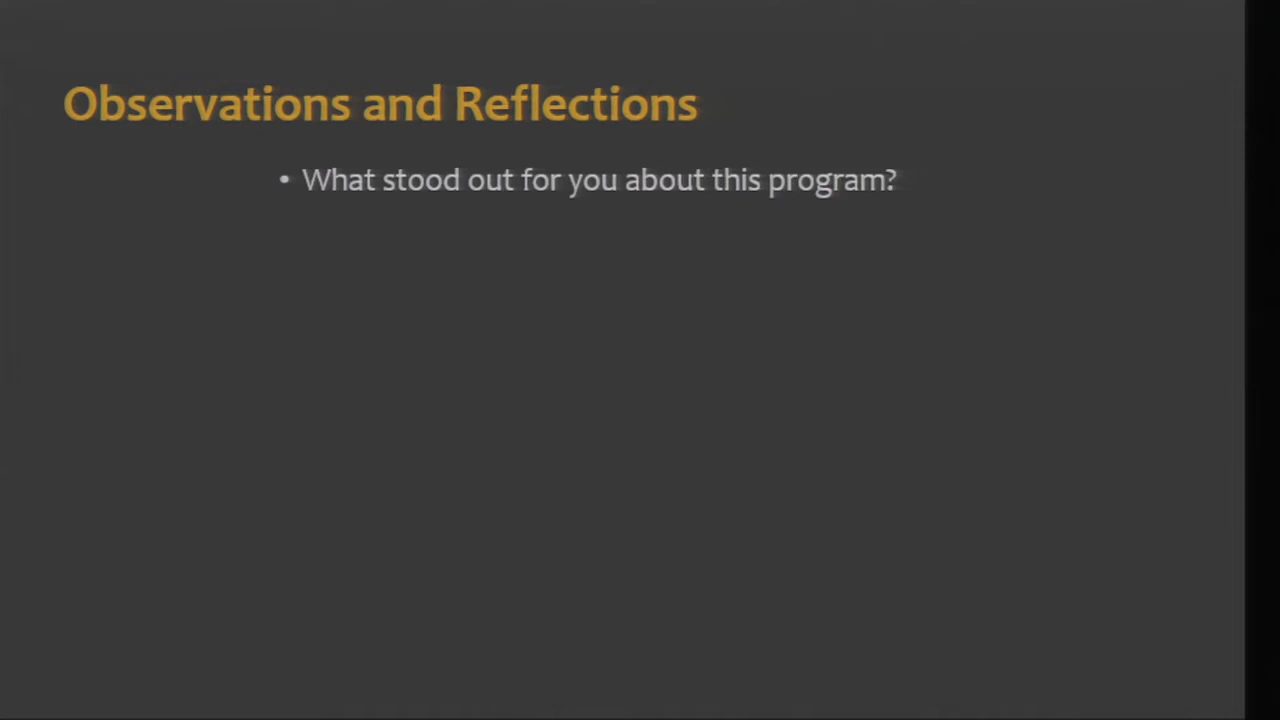 Observations and Reflections
• What stood out for you about this program?